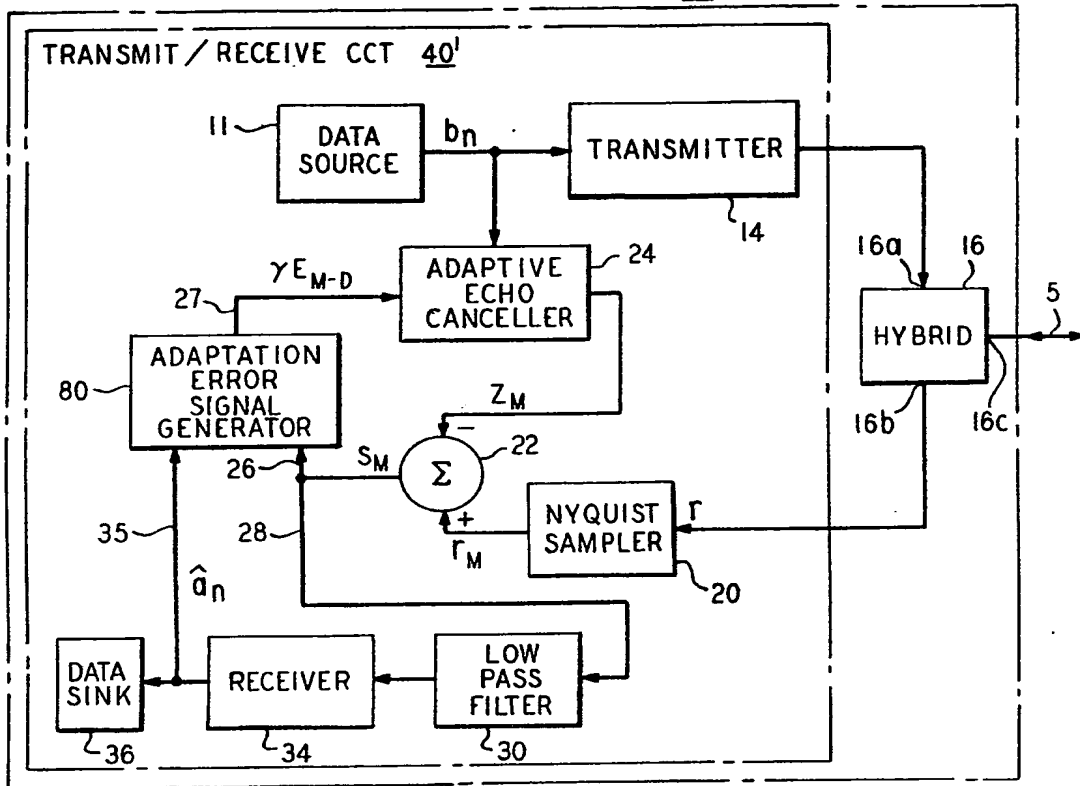 TRANSMIT / RECEIVE CCT 40'
11
DATA
SOURCE
bn
TRANSMITTER
14
16a
16
5
HYBRID
16b
16c
24
ADAPTIVE
ECHO
CANCELLER
γE M-D
27
ADAPTATION
ERROR
SIGNAL
GENERATOR
80
ZM
−
22
Σ
SM
26
+
rM
NYQUIST
SAMPLER
20
r
35
28
ân
DATA
SINK
36
RECEIVER
34
LOW
PASS
FILTER
30